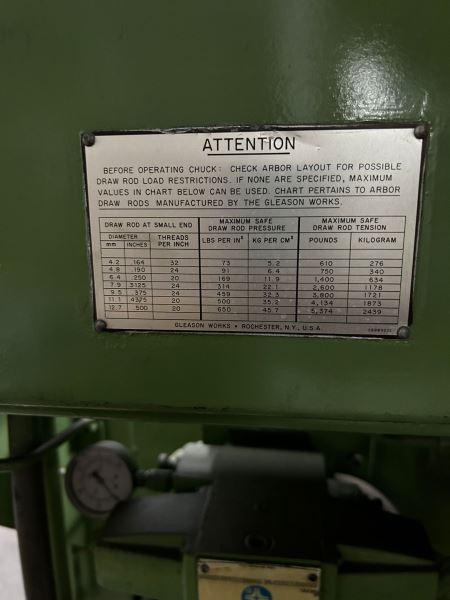 ATTENTION
BEFORE OPERATING CHUCK: CHECK ARBOR LAYOUT FOR POSSIBLE
DRAW ROD LOAD RESTRICTIONS. IF NONE ARE SPECIFIED, MAXIMUM
VALUES IN CHART BELOW CAN BE USED. CHART PERTAINS TO ARBOR
DRAW RODS MANUFACTURED BY THE GLEASON WORKS.
DRAW ROD AT SMALL END MAXIMUM SAFE DRAW ROD PRESSURE MAXIMUM SAFE DRAW ROD TENSION
DIAMETER THREADS PER INCH LBS PER IN² KG PER CM² POUNDS KILOGRAM
mm INCHES
4.2 .164 32 73 5.2 610 276
4.8 .190 24 91 6.4 750 340
6.4 .250 20 169 11.9 1,400 634
7.9 .3125 24 314 22.1 2,600 1178
9.5 .375 24 459 32.3 3,800 1721
11.1 .4375 20 500 35.2 4,134 1873
12.7 .500 20 650 45.7 5,374 2439
GLEASON WORKS • ROCHESTER, N.Y., U.S.A.